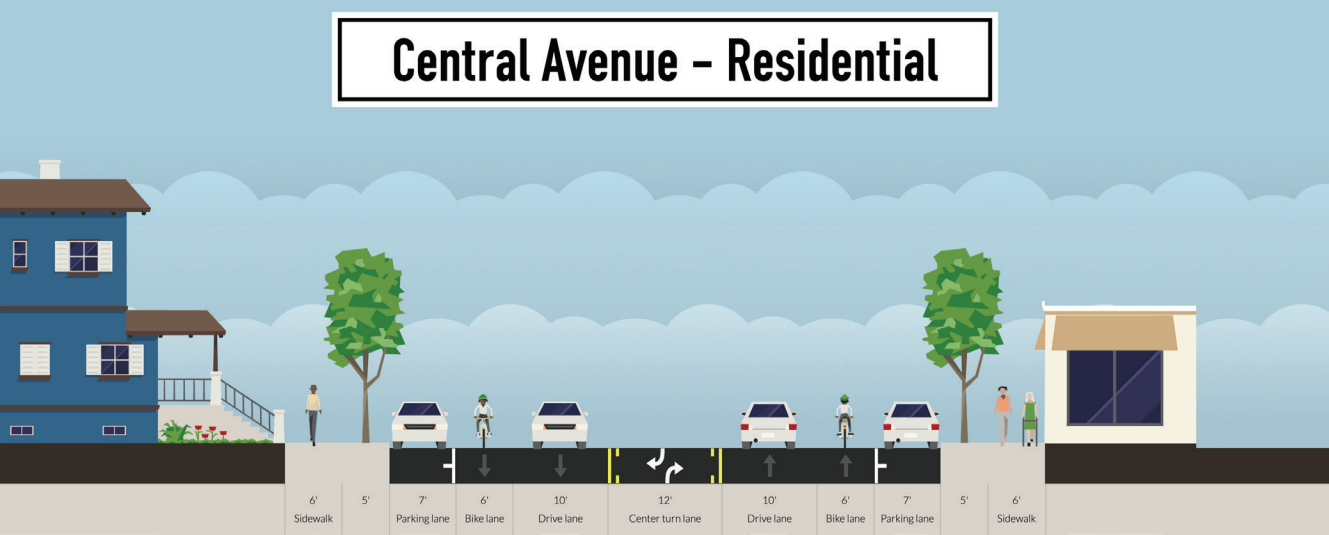 Central Avenue – Residential
6' 5' 7' 6' 10' 12' 10' 6' 7' 5' 6'
Sidewalk Parking lane Bike lane Drive lane Center turn lane Drive lane Bike lane Parking lane Sidewalk